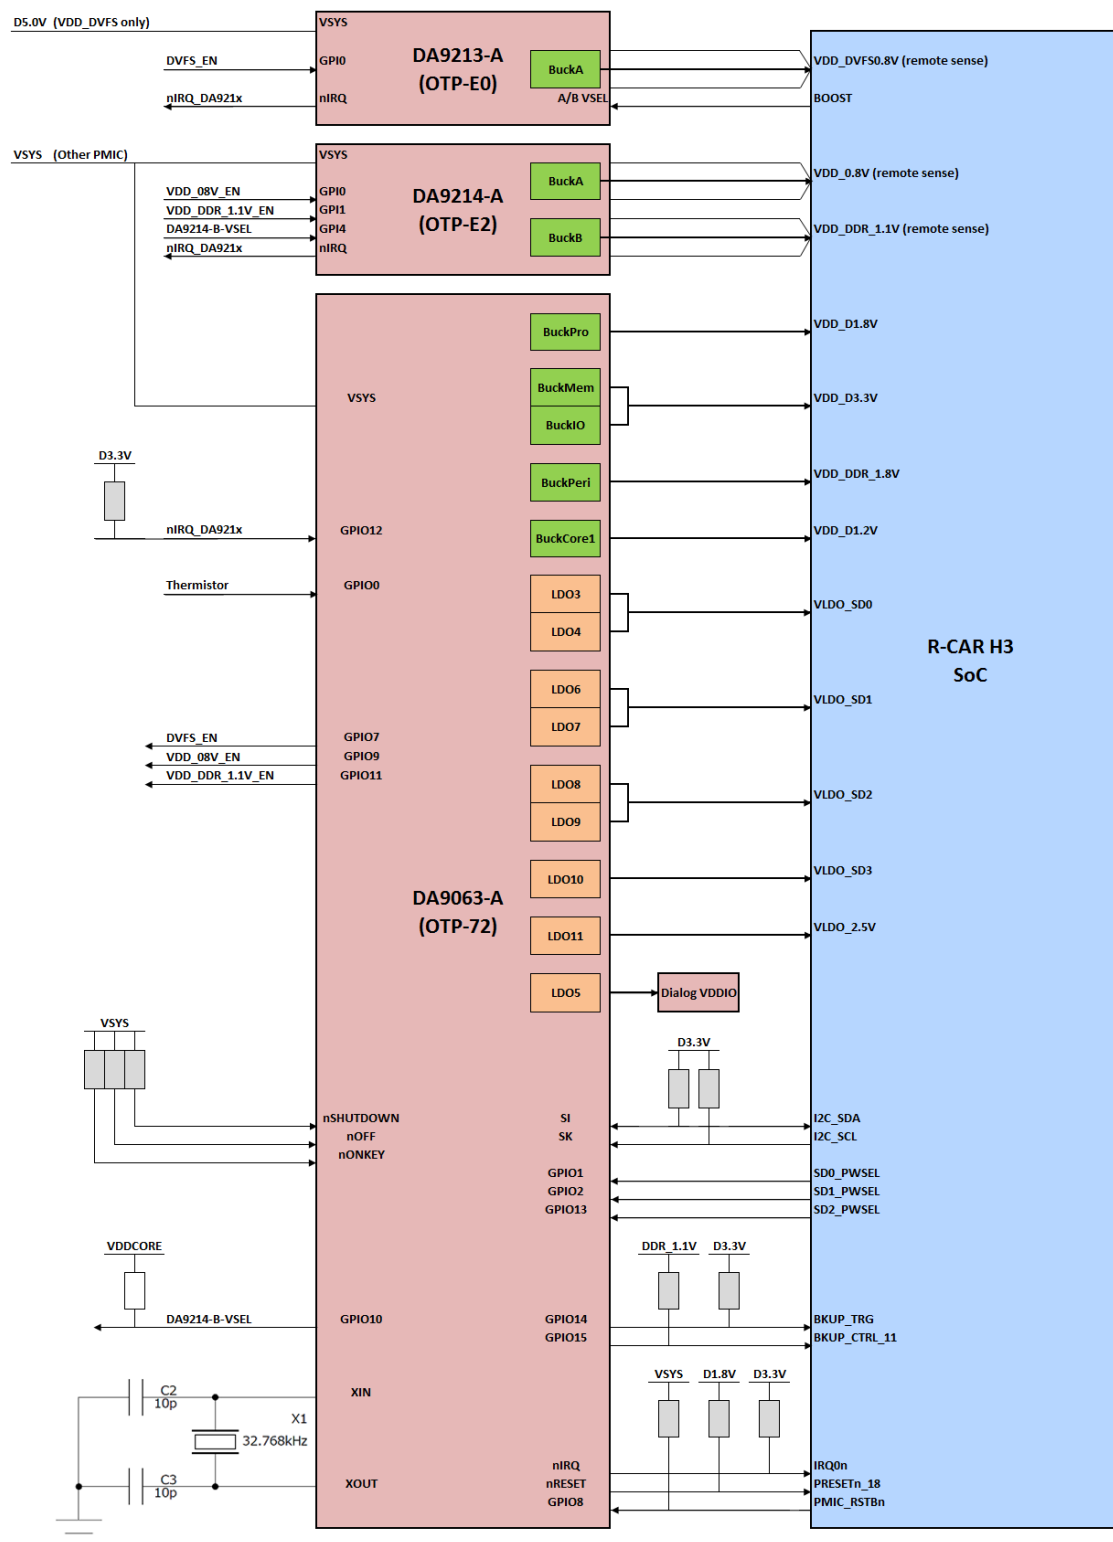 D5.0V (VDD_DVFS only)
VSYS
DA9213-A
(OTP-E0)
DVFS_EN
GPI0
BuckA
VDD_DVFS0.8V (remote sense)
nIRQ_DA921x
nIRQ
A/B VSEL
BOOST
VSYS (Other PMIC)
VSYS
DA9214-A
(OTP-E2)
BuckA
VDD_0.8V (remote sense)
VDD_08V_EN
GPI0
VDD_DDR_1.1V_EN
GPI1
DA9214-B-VSEL
GPI4
BuckB
VDD_DDR_1.1V (remote sense)
nIRQ_DA921x
nIRQ
BuckPro
VDD_D1.8V
BuckMem
VSYS
VDD_D3.3V
BuckIO
D3.3V
BuckPeri
VDD_DDR_1.8V
nIRQ_DA921x
GPIO12
BuckCore1
VDD_D1.2V
Thermistor
GPIO0
LDO3
VLDO_SD0
LDO4
R-CAR H3
SoC
LDO6
VLDO_SD1
LDO7
DVFS_EN
GPIO7
VDD_08V_EN
GPIO9
VDD_DDR_1.1V_EN
GPIO11
LDO8
VLDO_SD2
LDO9
LDO10
VLDO_SD3
DA9063-A
(OTP-72)
LDO11
VLDO_2.5V
LDO5
Dialog VDDIO
VSYS
D3.3V
nSHUTDOWN
SI
I2C_SDA
nOFF
SK
I2C_SCL
nONKEY
GPIO1
SD0_PWSEL
GPIO2
SD1_PWSEL
GPIO13
SD2_PWSEL
VDDCORE
DDR_1.1V
D3.3V
DA9214-B-VSEL
GPIO10
GPIO14
BKUP_TRG
GPIO15
BKUP_CTRL_11
VSYS
D1.8V
D3.3V
C2
10p
XIN
X1
32.768kHz
C3
10p
XOUT
nIRQ
IRQ0n
nRESET
PRESETn_18
GPIO8
PMIC_RSTBn